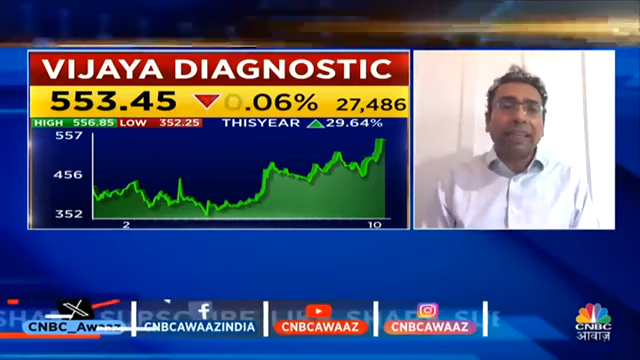 VIJAYA DIAGNOSTIC
553.45 0.06% 27,486
HIGH 556.85 LOW 352.25 THISYEAR 29.64%
557
456
352
2 10
CNBC_Awaaz CNBCAWAAZINDIA CNBCAWAAZ CNBCAWAAZ
CNBC
आवाज़